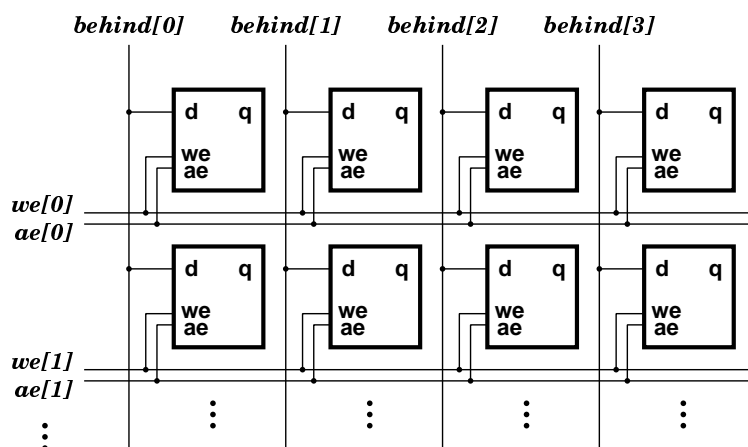 behind[0] behind[1] behind[2] behind[3]
d q d q d q d q
we we we we
ae ae ae ae
we[0]
ae[0]
d q d q d q d q
we we we we
ae ae ae ae
we[1]
ae[1]